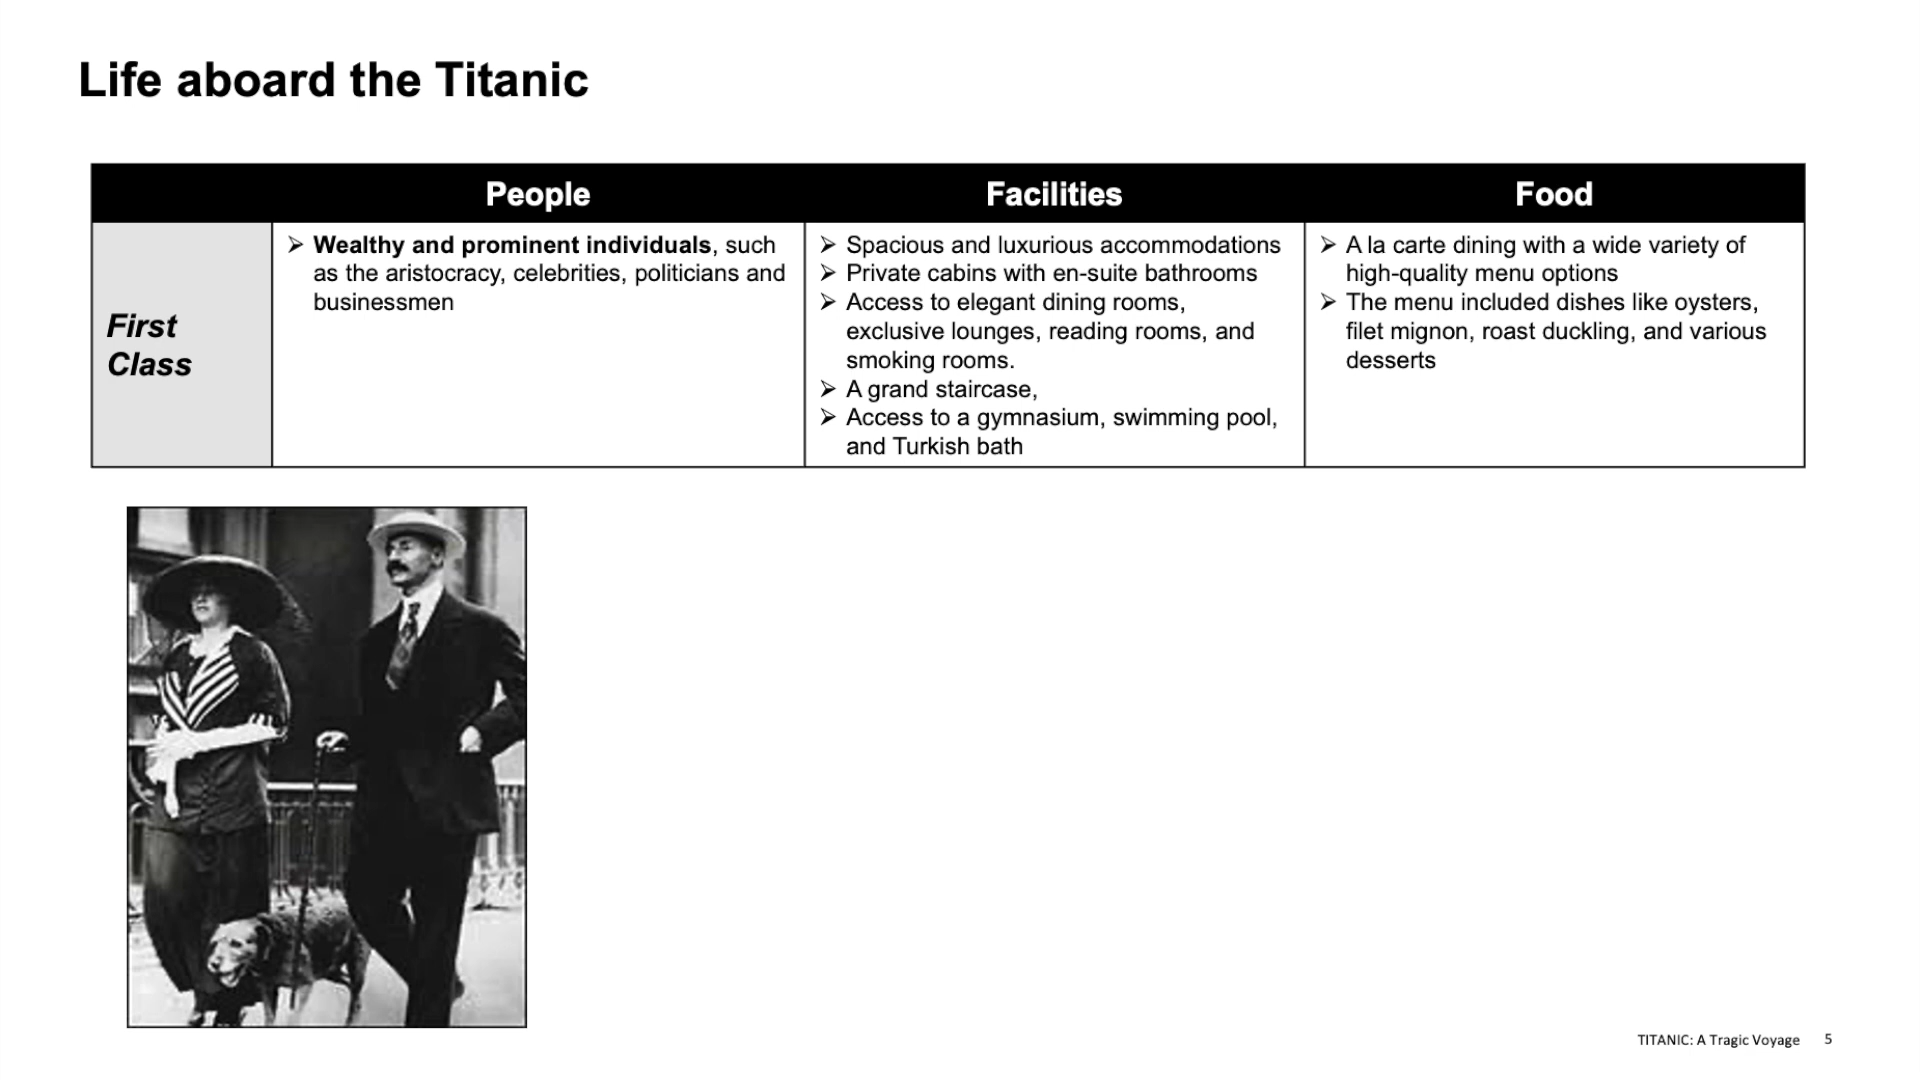 Life aboard the Titanic
People Facilities Food
First
Class
➢ Wealthy and prominent individuals, such
as the aristocracy, celebrities, politicians and
businessmen
➢ Spacious and luxurious accommodations
➢ Private cabins with en-suite bathrooms
➢ Access to elegant dining rooms,
exclusive lounges, reading rooms, and
smoking rooms.
➢ A grand staircase,
➢ Access to a gymnasium, swimming pool,
and Turkish bath
➢ A la carte dining with a wide variety of
high-quality menu options
➢ The menu included dishes like oysters,
filet mignon, roast duckling, and various
desserts
TITANIC: A Tragic Voyage 5